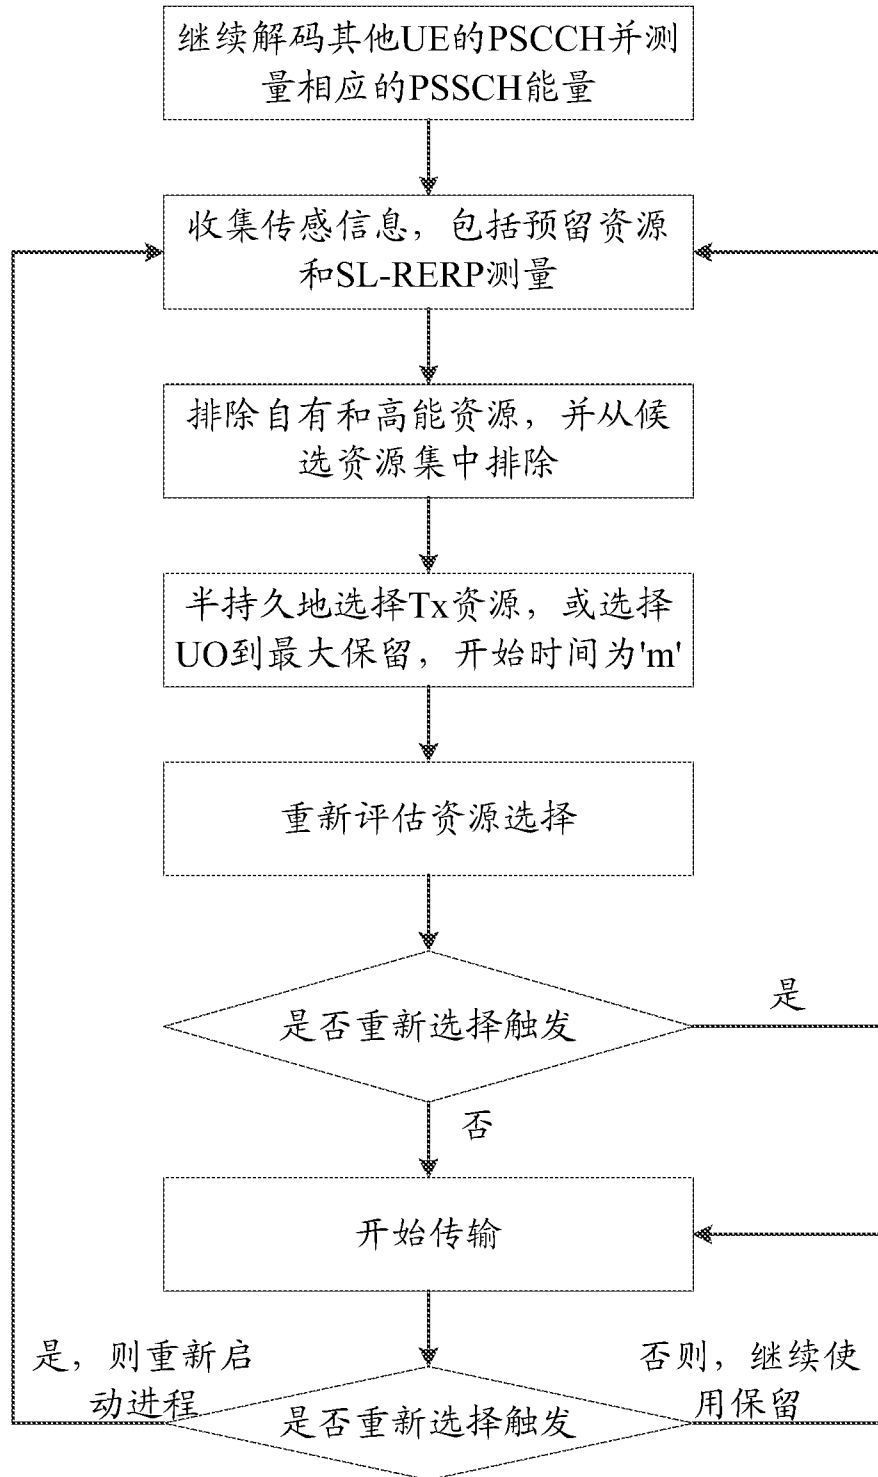 继续解码其他UE的PSCCH并测
量相应的PSSCH能量
收集传感信息，包括预留资源
和SL-RERP测量
排除自有和高能资源，并从候
选资源集中排除
半持久地选择Tx资源，或选择
UO到最大保留，开始时间为'm'
重新评估资源选择
是否重新选择触发
是
否
开始传输
是，则重新启
动进程
否则，继续使
用保留
是否重新选择触发